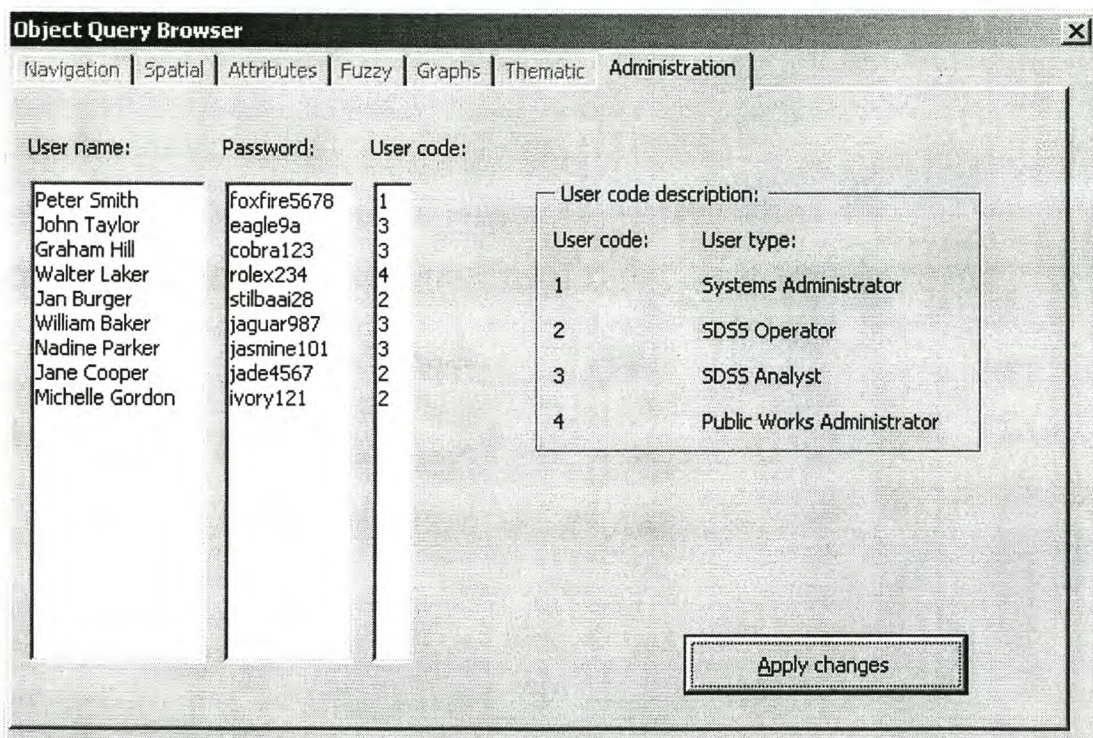 Object Query Browser
Navigation Spatial Attributes Fuzzy Graphs Thematic Administration
User name: Password: User code:
Peter Smith foxfire5678 1
John Taylor eagle9a 3
Graham Hill cobra123 3
Walter Laker rolex234 4
Jan Burger stilbaai28 2
William Baker jaguar987 3
Nadine Parker jasmine101 3
Jane Cooper jade4567 2
Michelle Gordon ivory121 2
User code description:
User code: User type:
1 Systems Administrator
2 SDSS Operator
3 SDSS Analyst
4 Public Works Administrator
Apply changes